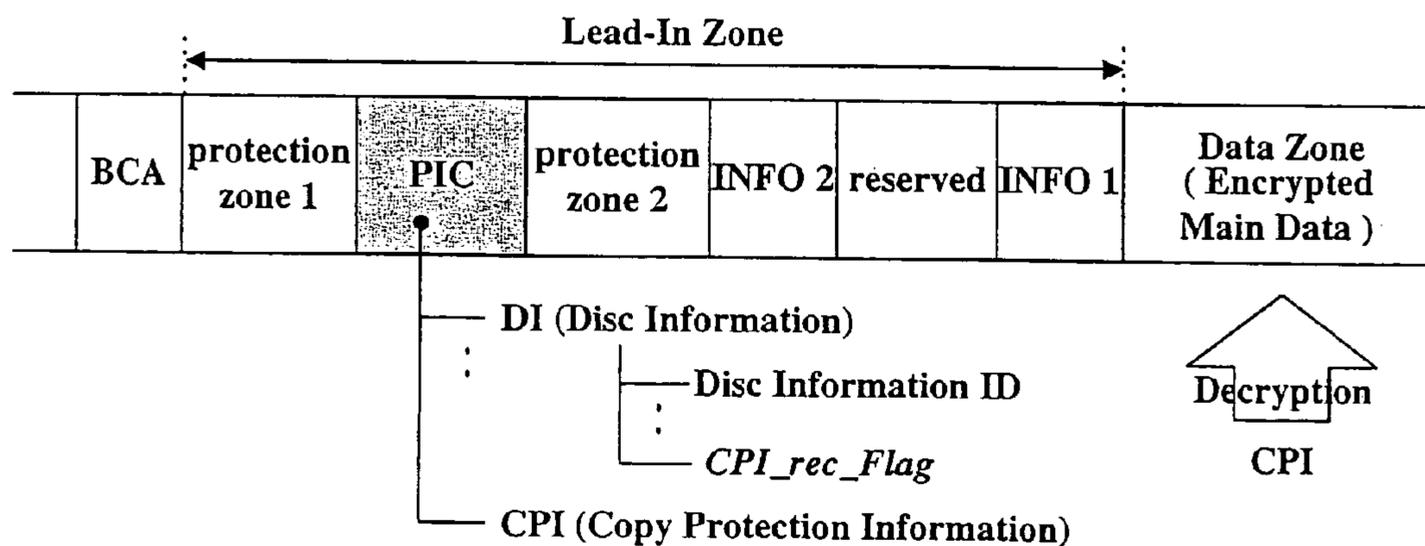 Lead-In Zone
BCA
protection
zone 1
PIC
protection
zone 2
INFO 2
reserved
INFO 1
Data Zone
( Encrypted
Main Data )
DI (Disc Information)
Disc Information ID
CPI_rec_Flag
CPI (Copy Protection Information)
Decryption
CPI